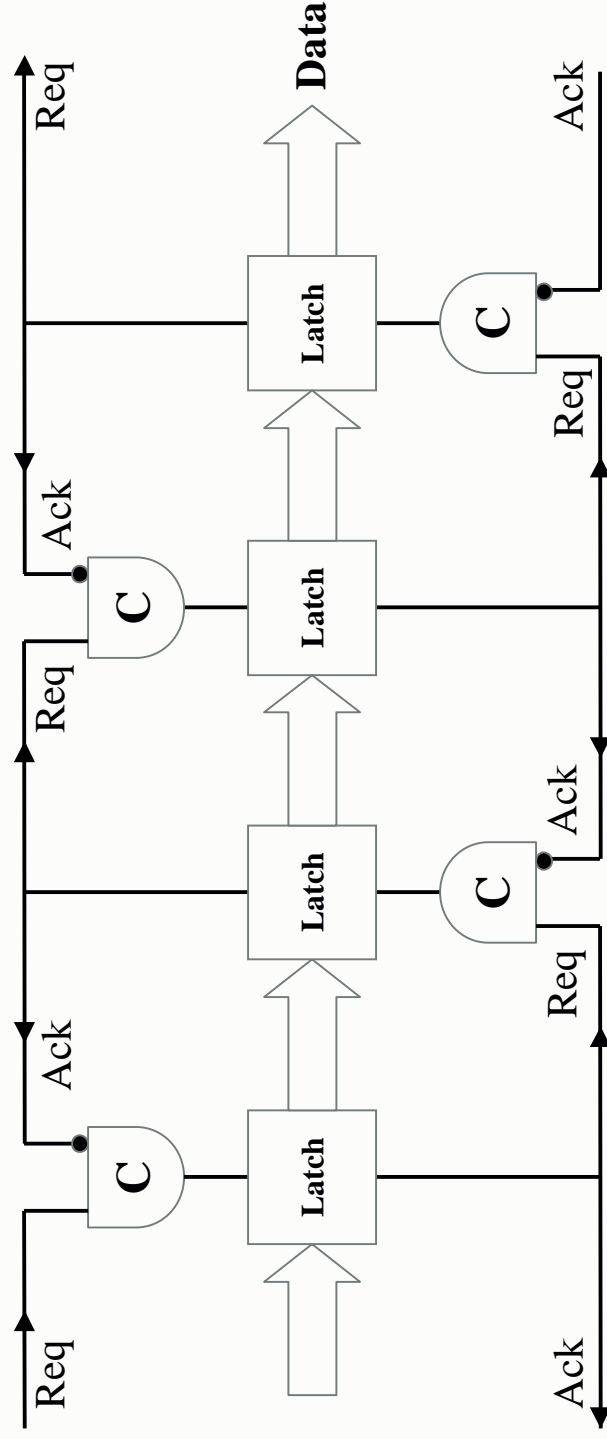 Req Ack Req Ack Req
C C
Latch Latch Latch Latch Data
C C
Ack Req Ack Req Ack